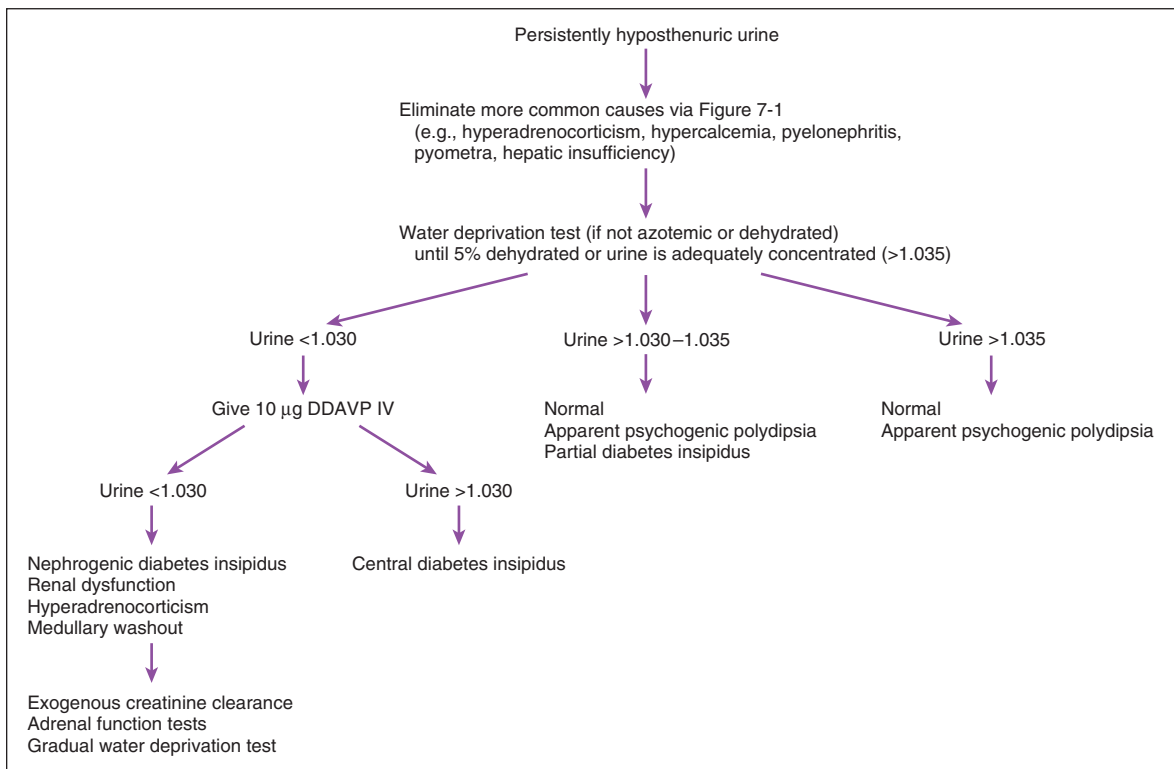 Persistently hyposthenuric urine
Eliminate more common causes via Figure 7-1
(e.g., hyperadrenocorticism, hypercalcemia, pyelonephritis,
pyometra, hepatic insufficiency)
Water deprivation test (if not azotemic or dehydrated)
until 5% dehydrated or urine is adequately concentrated (>1.035)
Urine <1.030
Urine >1.030–1.035
Urine >1.035
Give 10 μg DDAVP IV
Normal
Apparent psychogenic polydipsia
Partial diabetes insipidus
Normal
Apparent psychogenic polydipsia
Urine <1.030
Urine >1.030
Nephrogenic diabetes insipidus
Renal dysfunction
Hyperadrenocorticism
Medullary washout
Central diabetes insipidus
Exogenous creatinine clearance
Adrenal function tests
Gradual water deprivation test